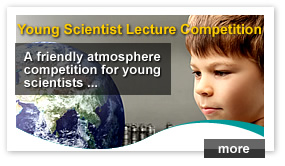 Young Scientist Lecture Competition
A friendly atmosphere
competition for young
scientists ...
more